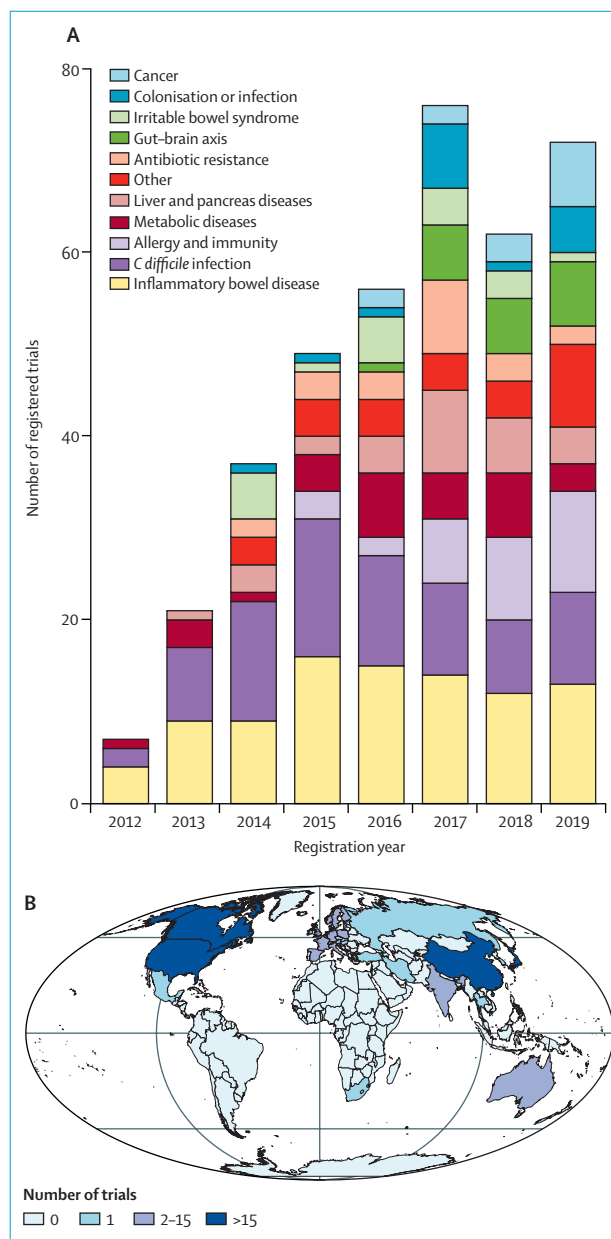 A
80
60
40
20
0
Number of registered trials
Cancer
Colonisation or infection
Irritable bowel syndrome
Gut–brain axis
Antibiotic resistance
Other
Liver and pancreas diseases
Metabolic diseases
Allergy and immunity
C difficile infection
Inflammatory bowel disease
2012 2013 2014 2015 2016 2017 2018 2019
Registration year
B
Number of trials
0 1 2–15 >15